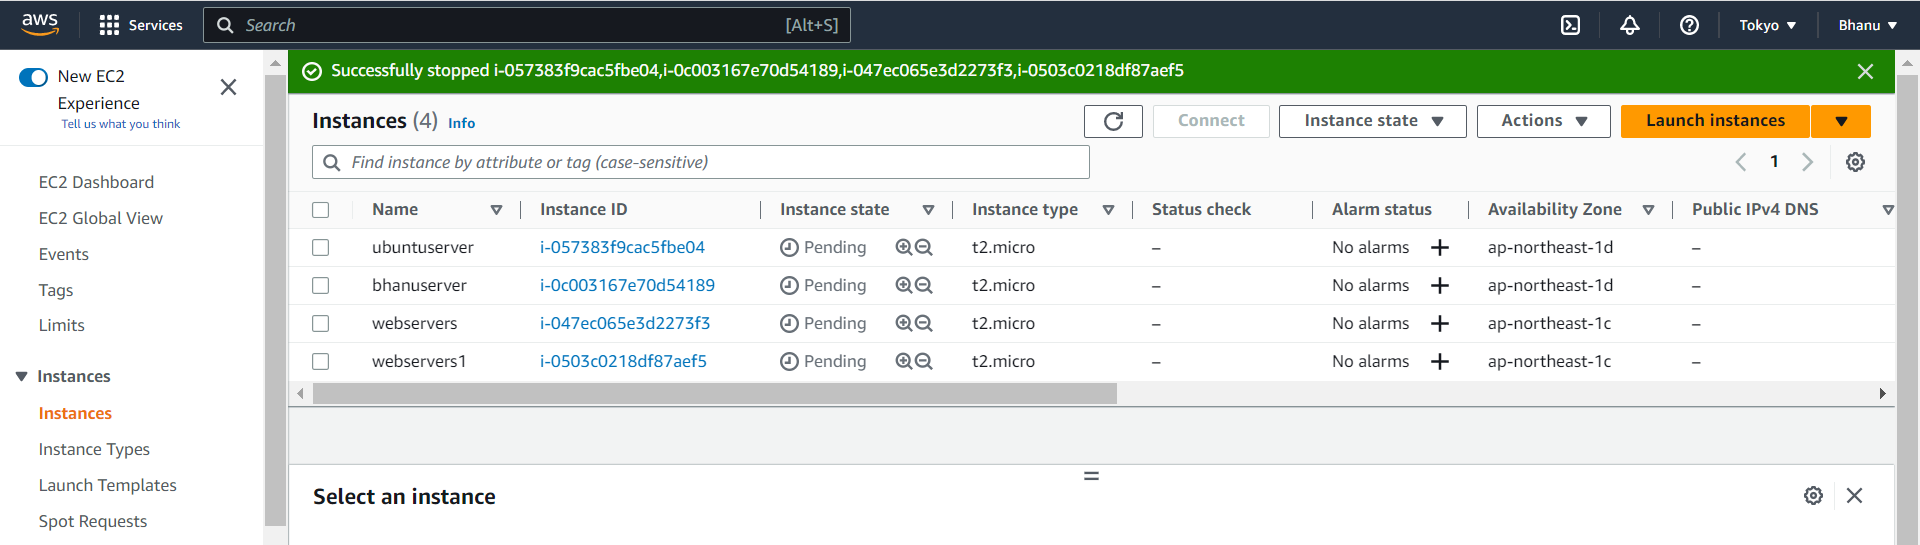 aws Services Search [Alt+S] Tokyo Bhanu
New EC2
Experience
Tell us what you think
EC2 Dashboard
EC2 Global View
Events
Tags
Limits
Instances
Instances
Instance Types
Launch Templates
Spot Requests
Successfully stopped i-057383f9cac5fbe04,i-0c003167e70d54189,i-047ec065e3d2273f3,i-0503c0218df87aef5
Instances (4) Info Connect Instance state Actions Launch instances
Find instance by attribute or tag (case-sensitive) 1
Name Instance ID Instance state Instance type Status check Alarm status Availability Zone Public IPv4 DNS
ubuntuserver i-057383f9cac5fbe04 Pending t2.micro – No alarms + ap-northeast-1d –
bhanuserver i-0c003167e70d54189 Pending t2.micro – No alarms + ap-northeast-1d –
webservers i-047ec065e3d2273f3 Pending t2.micro – No alarms + ap-northeast-1c –
webservers1 i-0503c0218df87aef5 Pending t2.micro – No alarms + ap-northeast-1c –
Select an instance